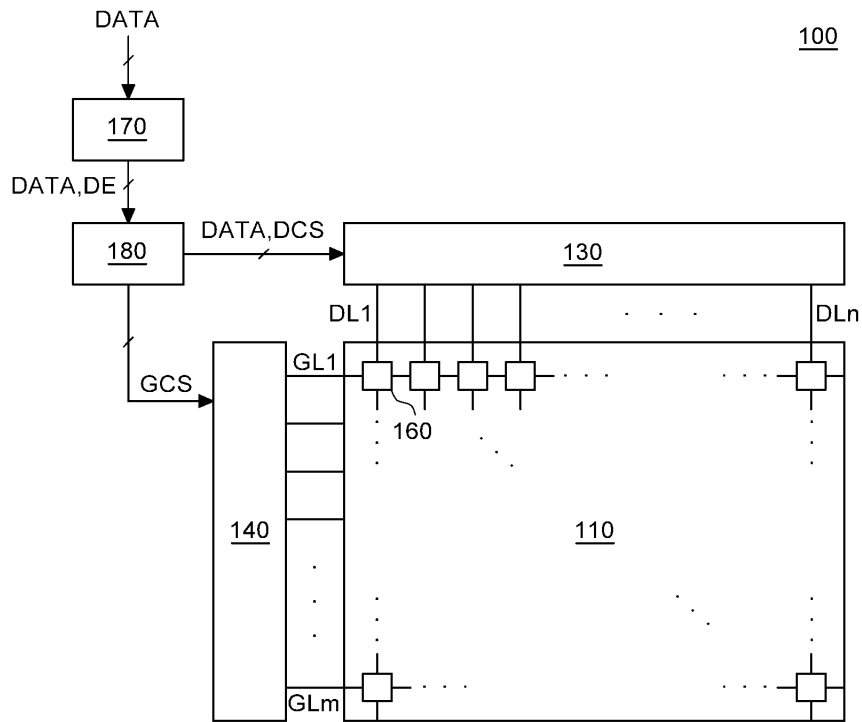 DATA
100
170
DATA,DE
180
DATA,DCS
130
DL1
DLn
GL1
GCS
160
140
110
GLm